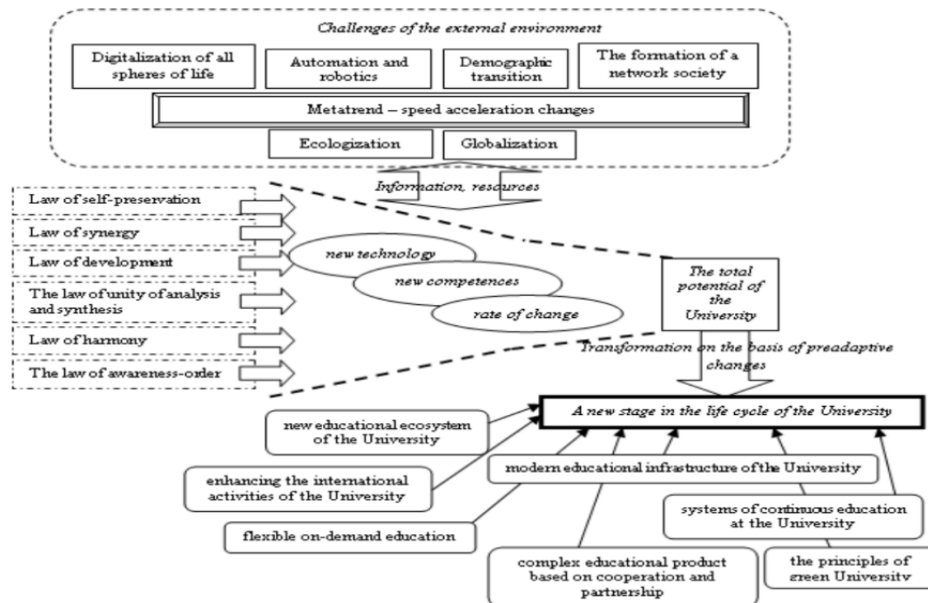 Challenges of the external environment
Digitalization of all
spheres of life
Automation and
robotics
Demographic
transition
The formation of a
network society
Metatrend – speed acceleration changes
Ecologization
Globalization
Information, resources
Law of self-preservation
Law of synergy
Law of development
The law of unity of analysis
and synthesis
Law of harmony
The law of awareness-order
new technology
new competences
rate of change
The total
potential of
the
University
Transformation on the basis of preadaptive
changes
A new stage in the life cycle of the University
new educational ecosystem
of the University
modern educational infrastructure of the University
enhancing the international
activities of the University
systems of continuous education
at the University
flexible on-demand education
complex educational product
based on cooperation and
partnership
the principles of
green University